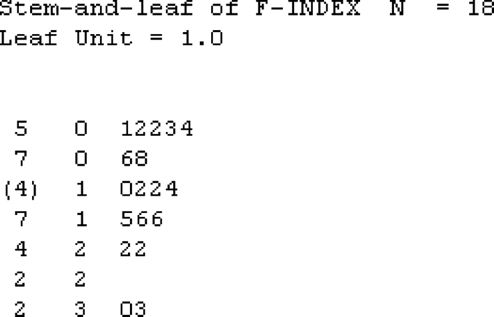 Stem-and-leaf of F-INDEX N = 18
Leaf Unit = 1.0
5 0 12234
7 0 68
(4) 1 0224
7 1 566
4 2 22
2 2
2 3 03